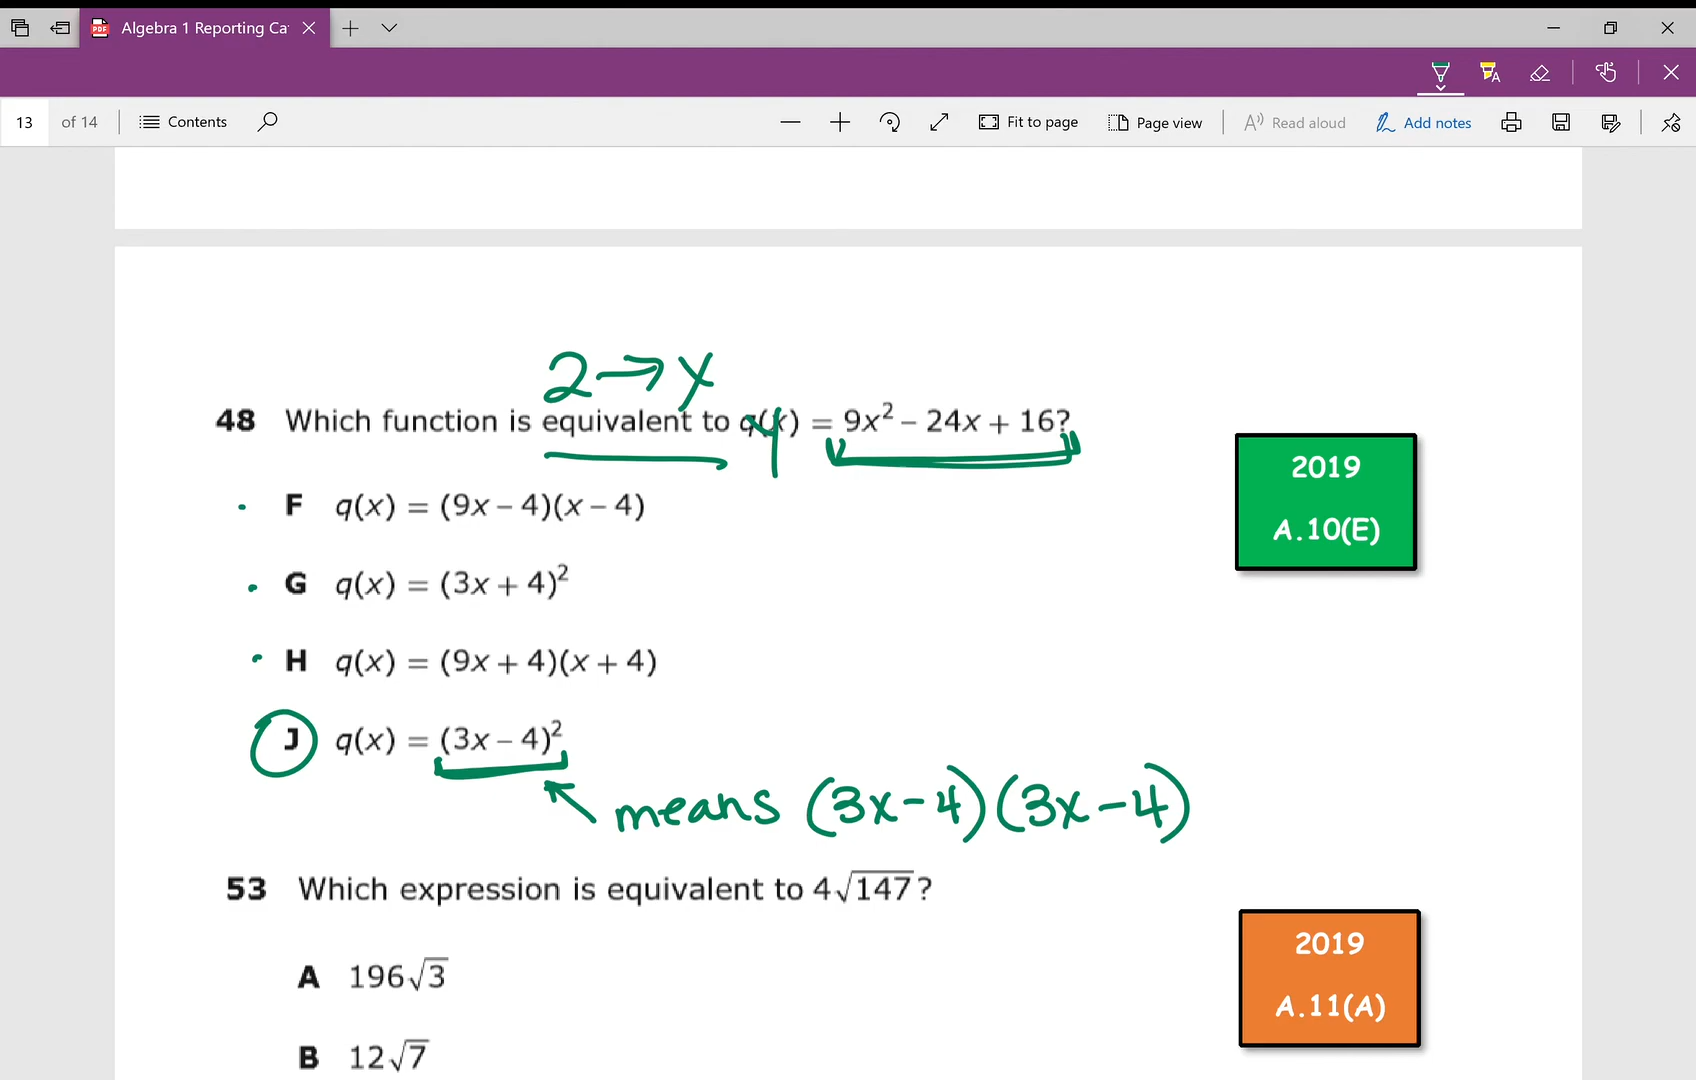 Algebra 1 Reporting Ca
13 of 14 Contents Fit to page Page view A Read aloud Add notes
2→x
48 Which function is equivalent to q(x) = 9x² – 24x + 16?
y
F q(x) = (9x – 4)(x – 4)
G q(x) = (3x + 4)²
H q(x) = (9x + 4)(x + 4)
J q(x) = (3x – 4)²
means (3x–4)(3x–4)
2019
A.10(E)
53 Which expression is equivalent to 4√147?
A 196√3
B 12√7
2019
A.11(A)